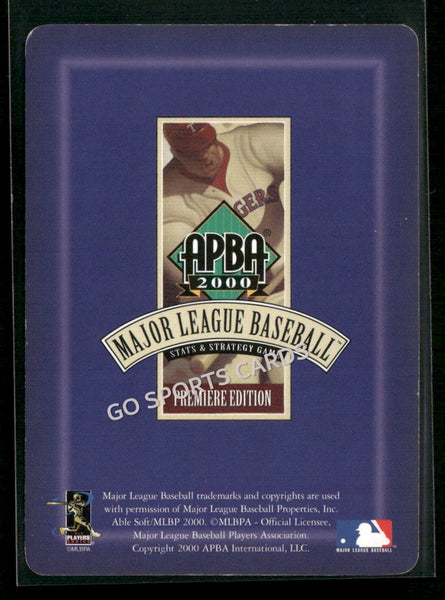 T
GERS
APBA®
2000
MAJOR LEAGUE BASEBALL™
STATS & STRATEGY GAME
GO SPORTS CARDS
PREMIERE EDITION
Major League Baseball trademarks and copyrights are used
with permission of Major League Baseball Properties, Inc.
Able Soft/MLBP 2000. ©MLBPA - Official Licensee,
Major League Baseball Players Association.
Copyright 2000 APBA International, LLC.
PLAYERS
©MLBPA
MAJOR LEAGUE BASEBALL